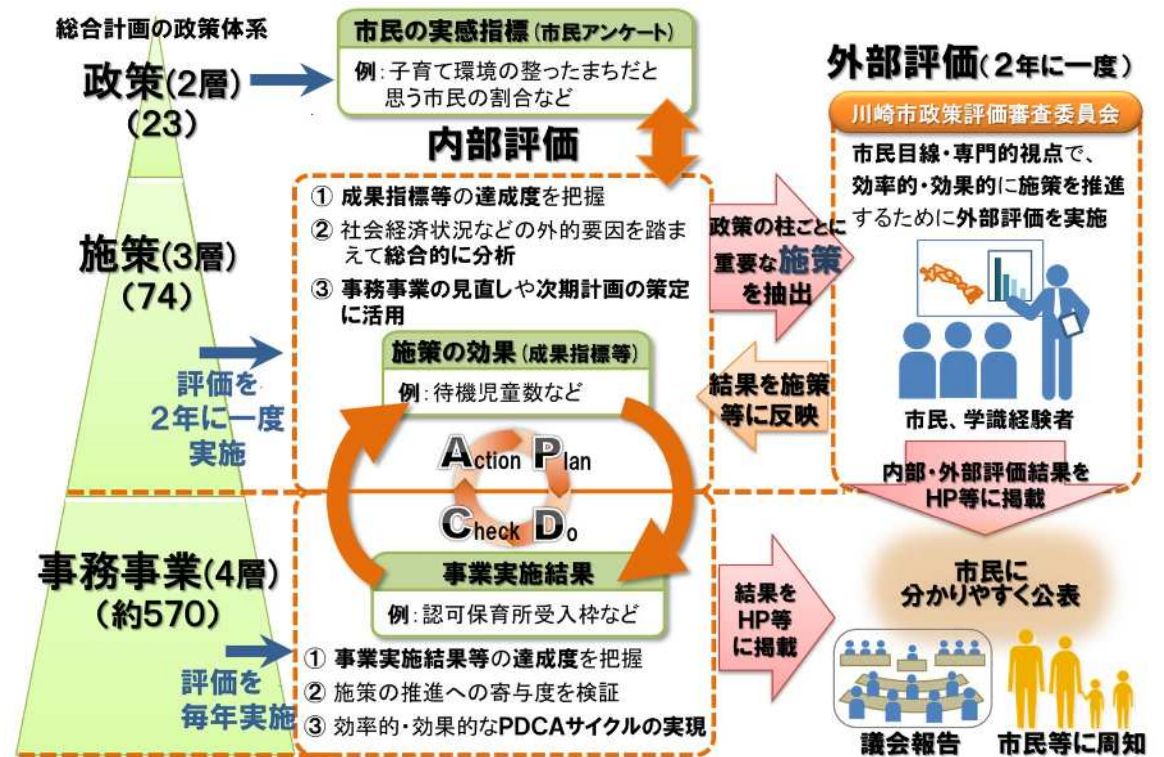 総合計画の政策体系
政策(2層)
(23)
施策(3層)
(74)
評価を
2年に一度
実施
事務事業(4層)
(約570)
評価を
毎年実施
市民の実感指標(市民アンケート)
例:子育て環境の整ったまちだと
思う市民の割合など
内部評価
① 成果指標等の達成度を把握
② 社会経済状況などの外的要因を踏ま
えて総合的に分析
③ 事務事業の見直しや次期計画の策定
に活用
施策の効果(成果指標等)
例:待機児童数など
Action Plan
Check Do
事業実施結果
例:認可保育所受入枠など
① 事業実施結果等の達成度を把握
② 施策の推進への寄与度を検証
③ 効率的・効果的なPDCAサイクルの実現
政策の柱ごとに
重要な施策
を抽出
結果を施策
等に反映
結果を
HP等
に掲載
外部評価(2年に一度)
川崎市政策評価審査委員会
市民目線・専門的視点で、
効率的・効果的に施策を推進
するために外部評価を実施
市民、学識経験者
内部・外部評価結果を
HP等に掲載
市民に
分かりやすく公表
議会報告
市民等に周知